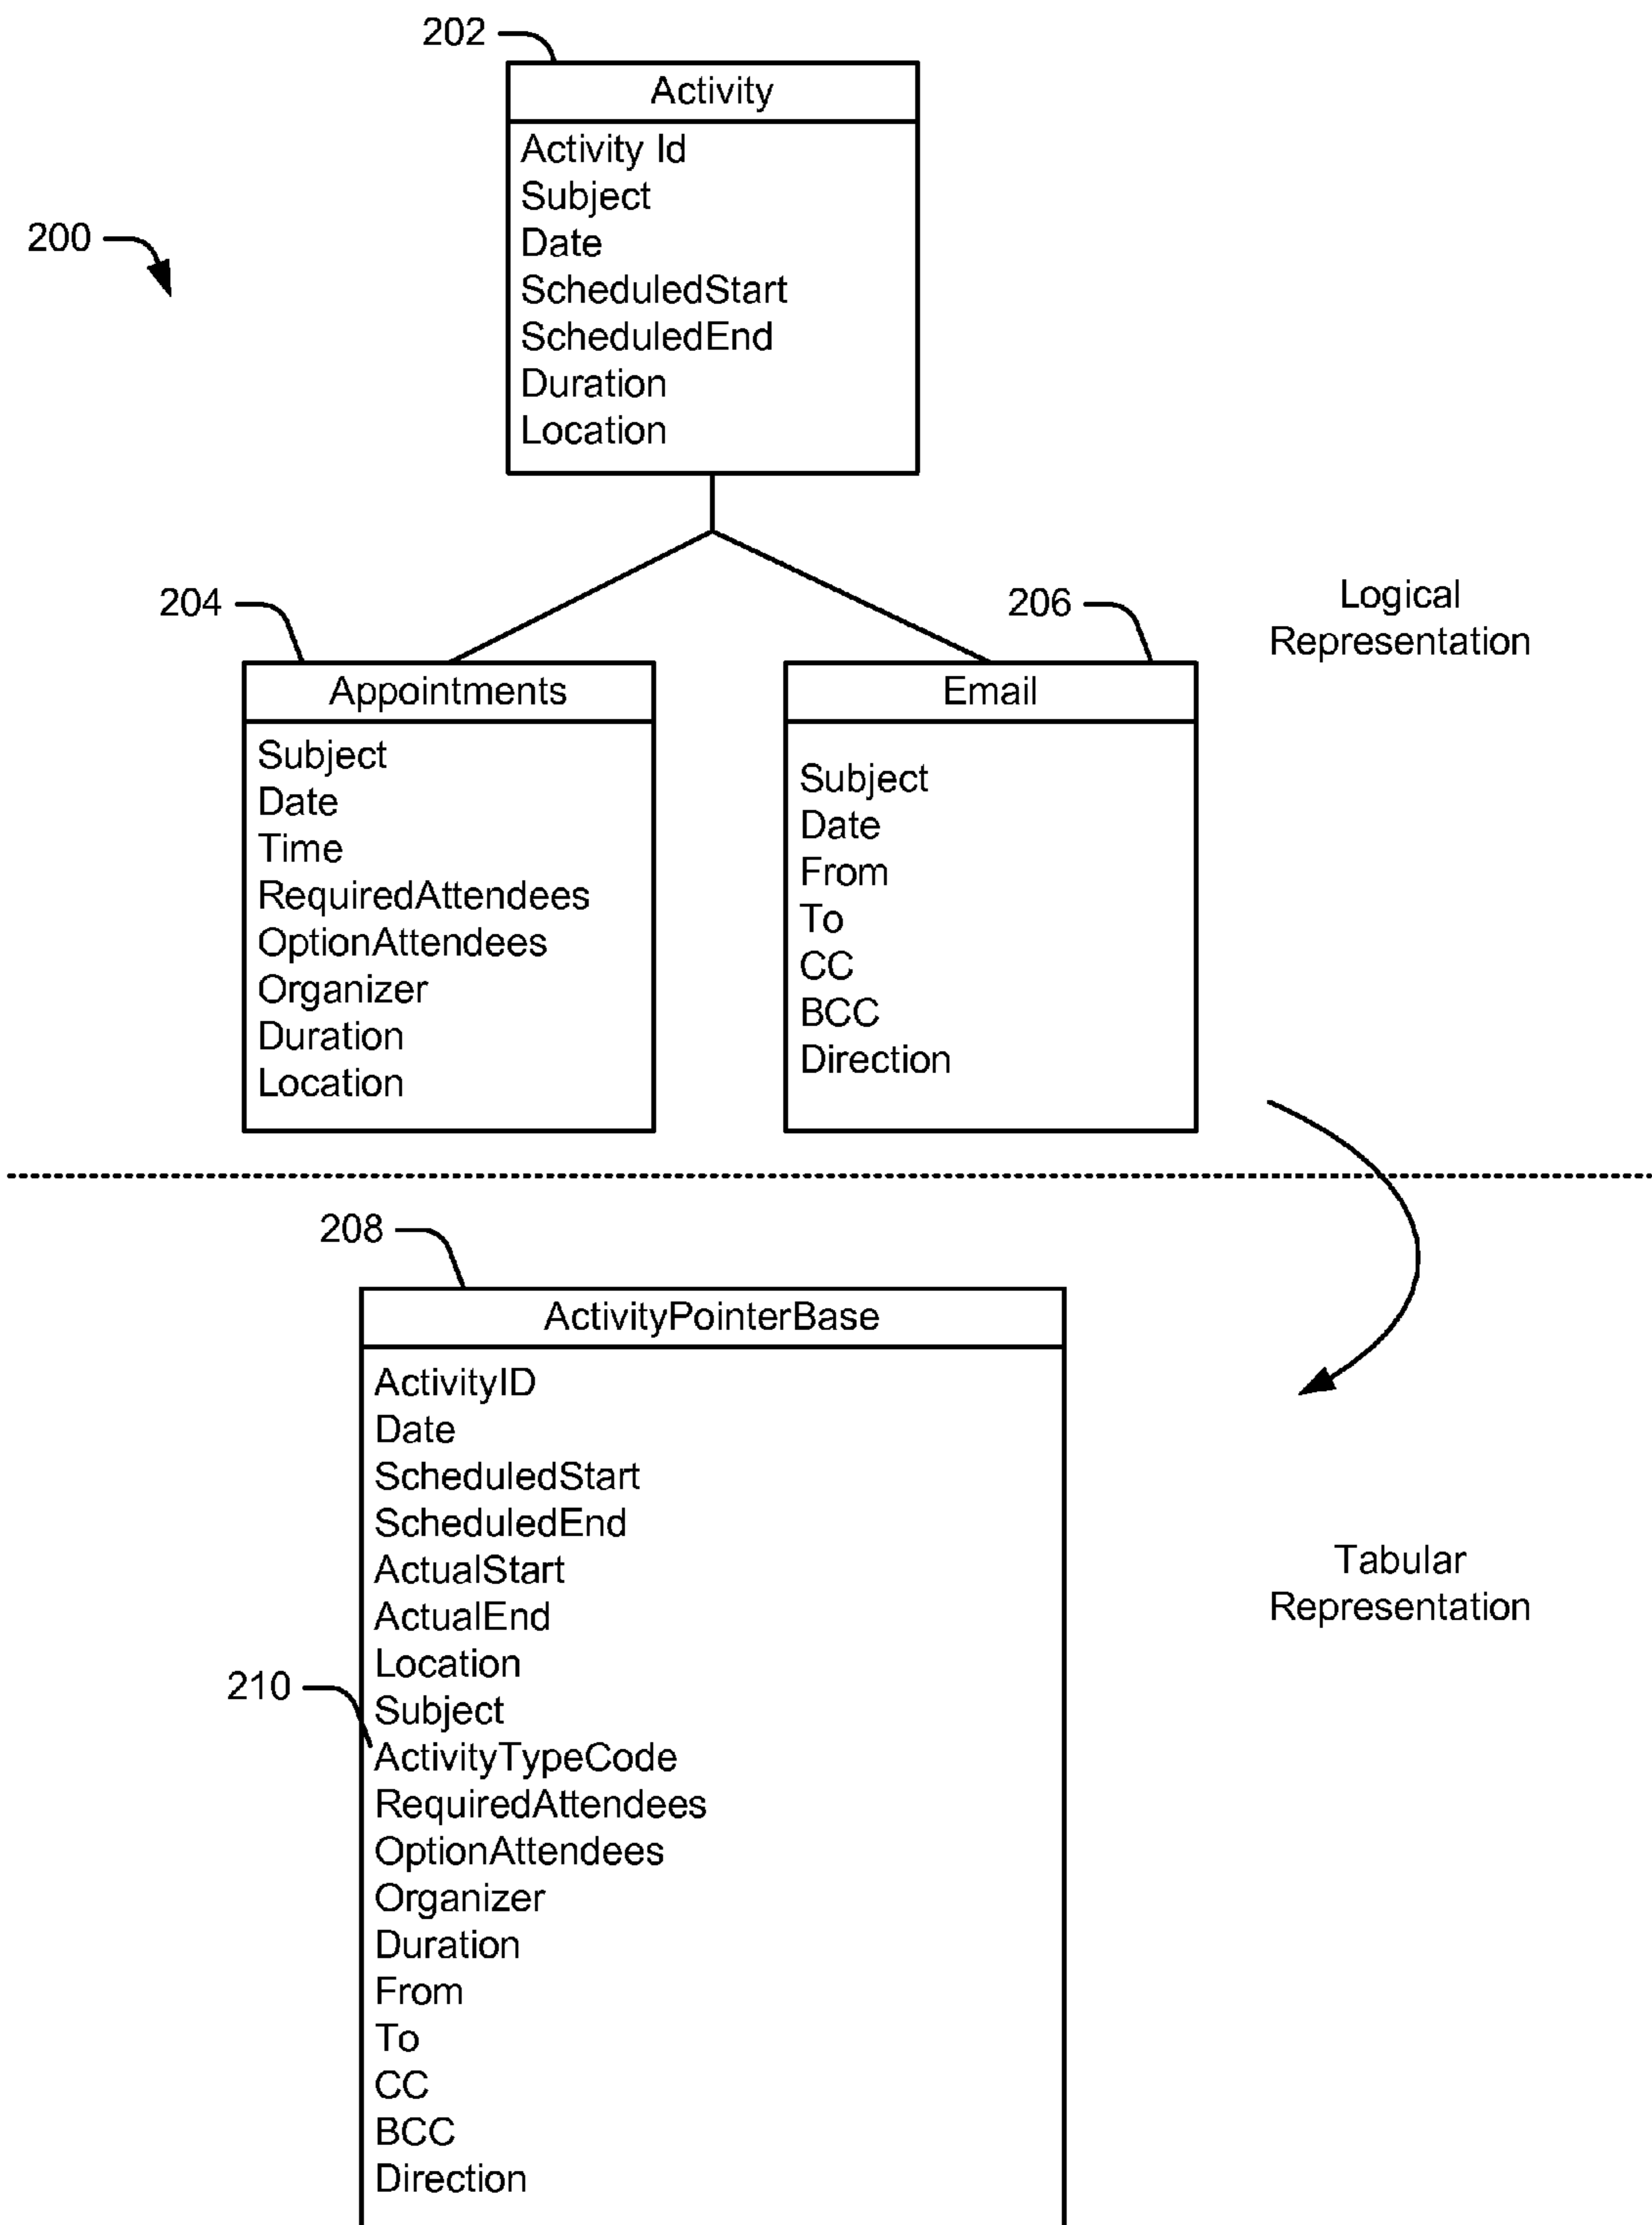 202
Activity
Activity Id
Subject
Date
ScheduledStart
ScheduledEnd
Duration
Location
200
204
206
Logical
Representation
Appointments
Subject
Date
Time
RequiredAttendees
OptionAttendees
Organizer
Duration
Location
Email
Subject
Date
From
To
CC
BCC
Direction
208
ActivityPointerBase
ActivityID
Date
ScheduledStart
ScheduledEnd
ActualStart
ActualEnd
Location
Subject
210
ActivityTypeCode
RequiredAttendees
OptionAttendees
Organizer
Duration
From
To
CC
BCC
Direction
Tabular
Representation